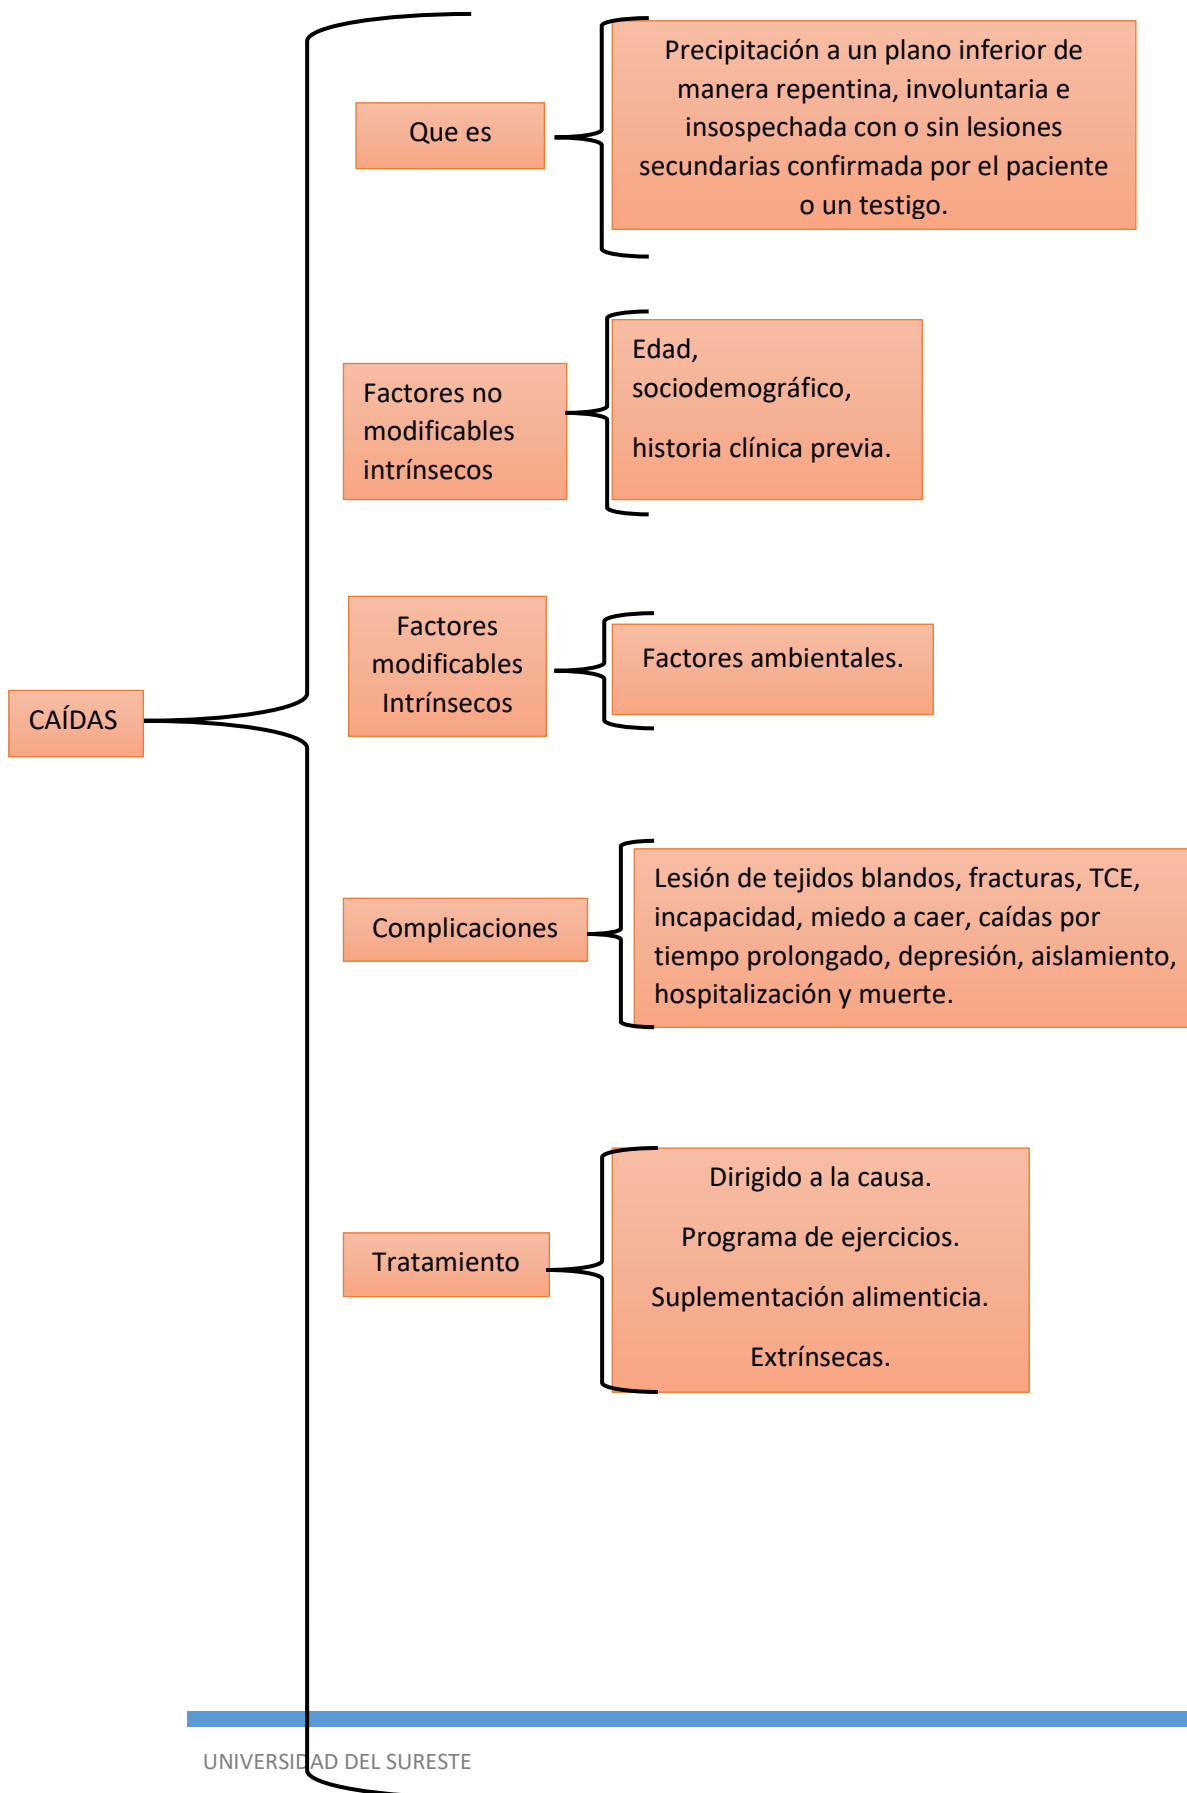 CAÍDAS
Que es
Precipitación a un plano inferior de
manera repentina, involuntaria e
insospechada con o sin lesiones
secundarias confirmada por el paciente
o un testigo.
Factores no
modificables
intrínsecos
Edad,
sociodemográfico,
historia clínica previa.
Factores
modificables
Intrínsecos
Factores ambientales.
Complicaciones
Lesión de tejidos blandos, fracturas, TCE,
incapacidad, miedo a caer, caídas por
tiempo prolongado, depresión, aislamiento,
hospitalización y muerte.
Tratamiento
Dirigido a la causa.
Programa de ejercicios.
Suplementación alimenticia.
Extrínsecas.
UNIVERSIDAD DEL SURESTE